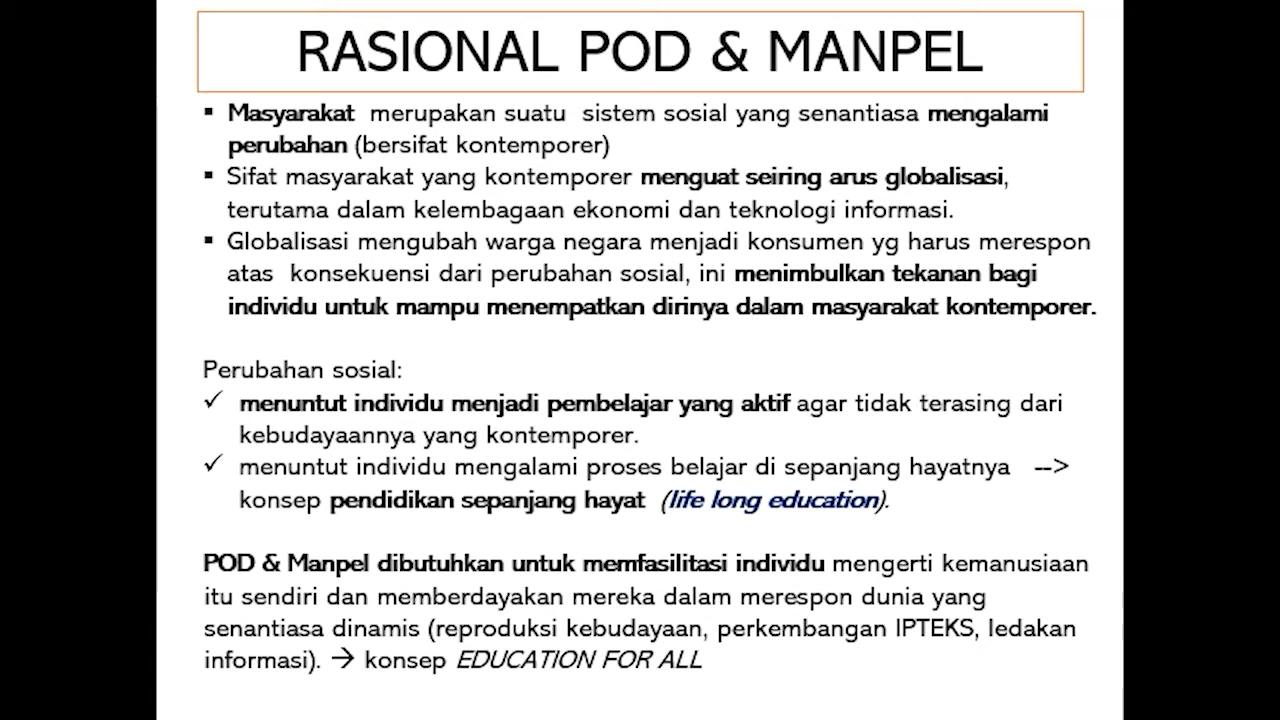 RASIONAL POD & MANPEL
▪ Masyarakat merupakan suatu sistem sosial yang senantiasa mengalami
perubahan (bersifat kontemporer)
▪ Sifat masyarakat yang kontemporer menguat seiring arus globalisasi,
terutama dalam kelembagaan ekonomi dan teknologi informasi.
▪ Globalisasi mengubah warga negara menjadi konsumen yg harus merespon
atas konsekuensi dari perubahan sosial, ini menimbulkan tekanan bagi
individu untuk mampu menempatkan dirinya dalam masyarakat kontemporer.
Perubahan sosial:
✓ menuntut individu menjadi pembelajar yang aktif agar tidak terasing dari
kebudayaannya yang kontemporer.
✓ menuntut individu mengalami proses belajar di sepanjang hayatnya -->
konsep pendidikan sepanjang hayat (life long education).
POD & Manpel dibutuhkan untuk memfasilitasi individu mengerti kemanusiaan
itu sendiri dan memberdayakan mereka dalam merespon dunia yang
senantiasa dinamis (reproduksi kebudayaan, perkembangan IPTEKS, ledakan
informasi). → konsep EDUCATION FOR ALL